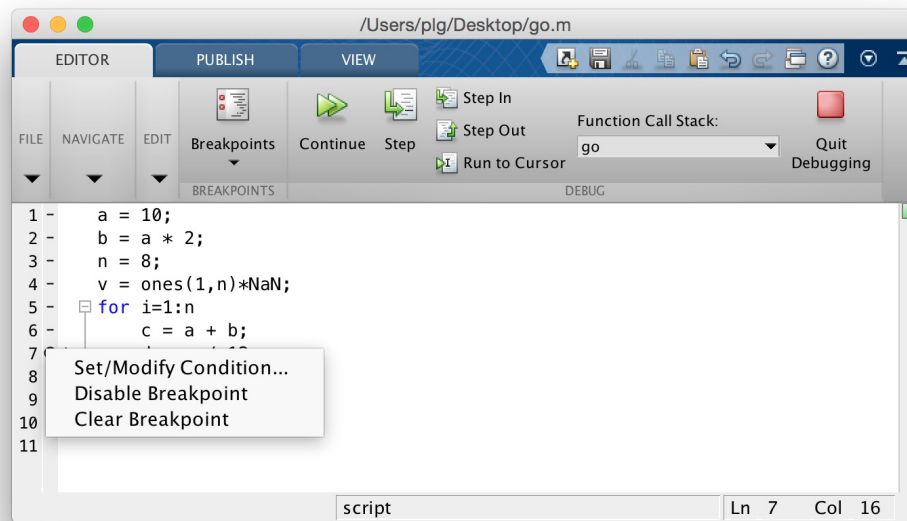 /Users/plg/Desktop/go.m
EDITOR
PUBLISH
VIEW
FILE
NAVIGATE
EDIT
Breakpoints
BREAKPOINTS
Continue
Step
Step In
Step Out
Run to Cursor
Function Call Stack:
go
DEBUG
Quit
Debugging
1 a = 10;
2 b = a * 2;
3 n = 8;
4 v = ones(1,n)*NaN;
5 for i=1:n
6 c = a + b;
7
8
9
10
11
Set/Modify Condition...
Disable Breakpoint
Clear Breakpoint
script
Ln 7 Col 16